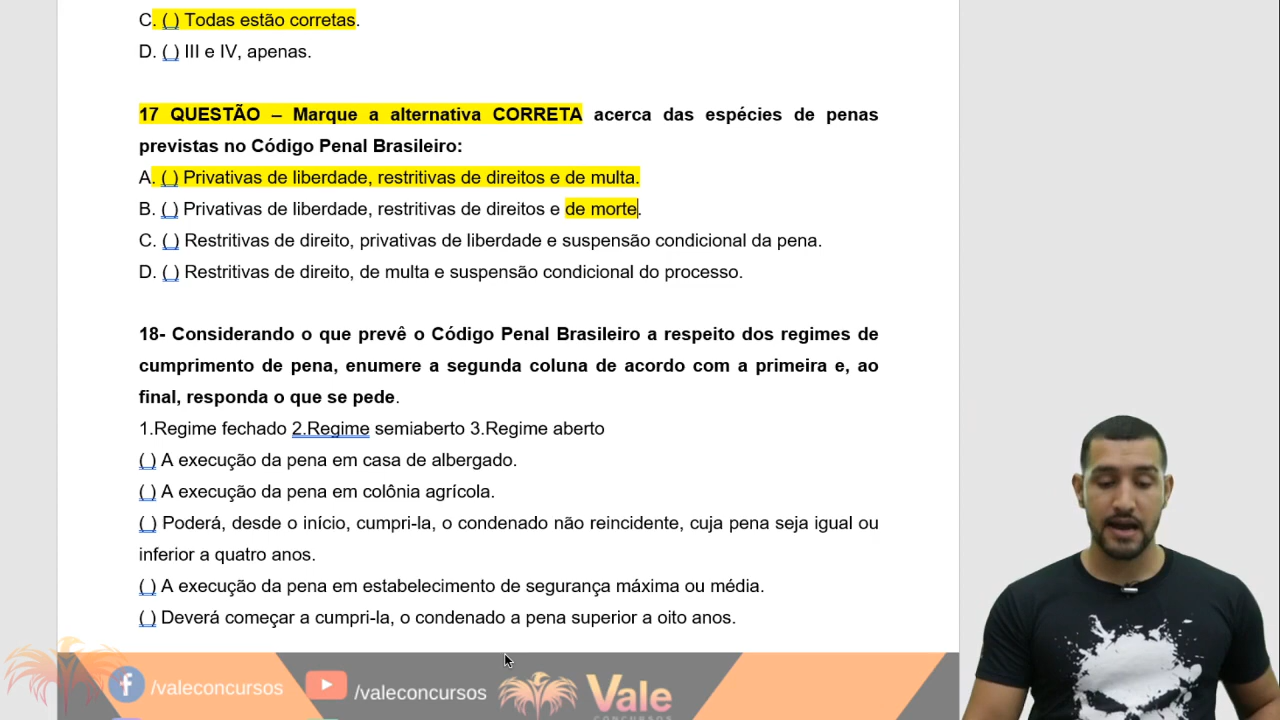 C. ( ) Todas estão corretas.
D. ( ) III e IV, apenas.
17 QUESTÃO – Marque a alternativa CORRETA acerca das espécies de penas
previstas no Código Penal Brasileiro:
A. ( ) Privativas de liberdade, restritivas de direitos e de multa.
B. ( ) Privativas de liberdade, restritivas de direitos e de morte.
C. ( ) Restritivas de direito, privativas de liberdade e suspensão condicional da pena.
D. ( ) Restritivas de direito, de multa e suspensão condicional do processo.
18- Considerando o que prevê o Código Penal Brasileiro a respeito dos regimes de
cumprimento de pena, enumere a segunda coluna de acordo com a primeira e, ao
final, responda o que se pede.
1.Regime fechado 2.Regime semiaberto 3.Regime aberto
( ) A execução da pena em casa de albergado.
( ) A execução da pena em colônia agrícola.
( ) Poderá, desde o início, cumpri-la, o condenado não reincidente, cuja pena seja igual ou
inferior a quatro anos.
( ) A execução da pena em estabelecimento de segurança máxima ou média.
( ) Deverá começar a cumpri-la, o condenado a pena superior a oito anos.
/valeconcursos
/valeconcursos
Vale
CONCURSOS